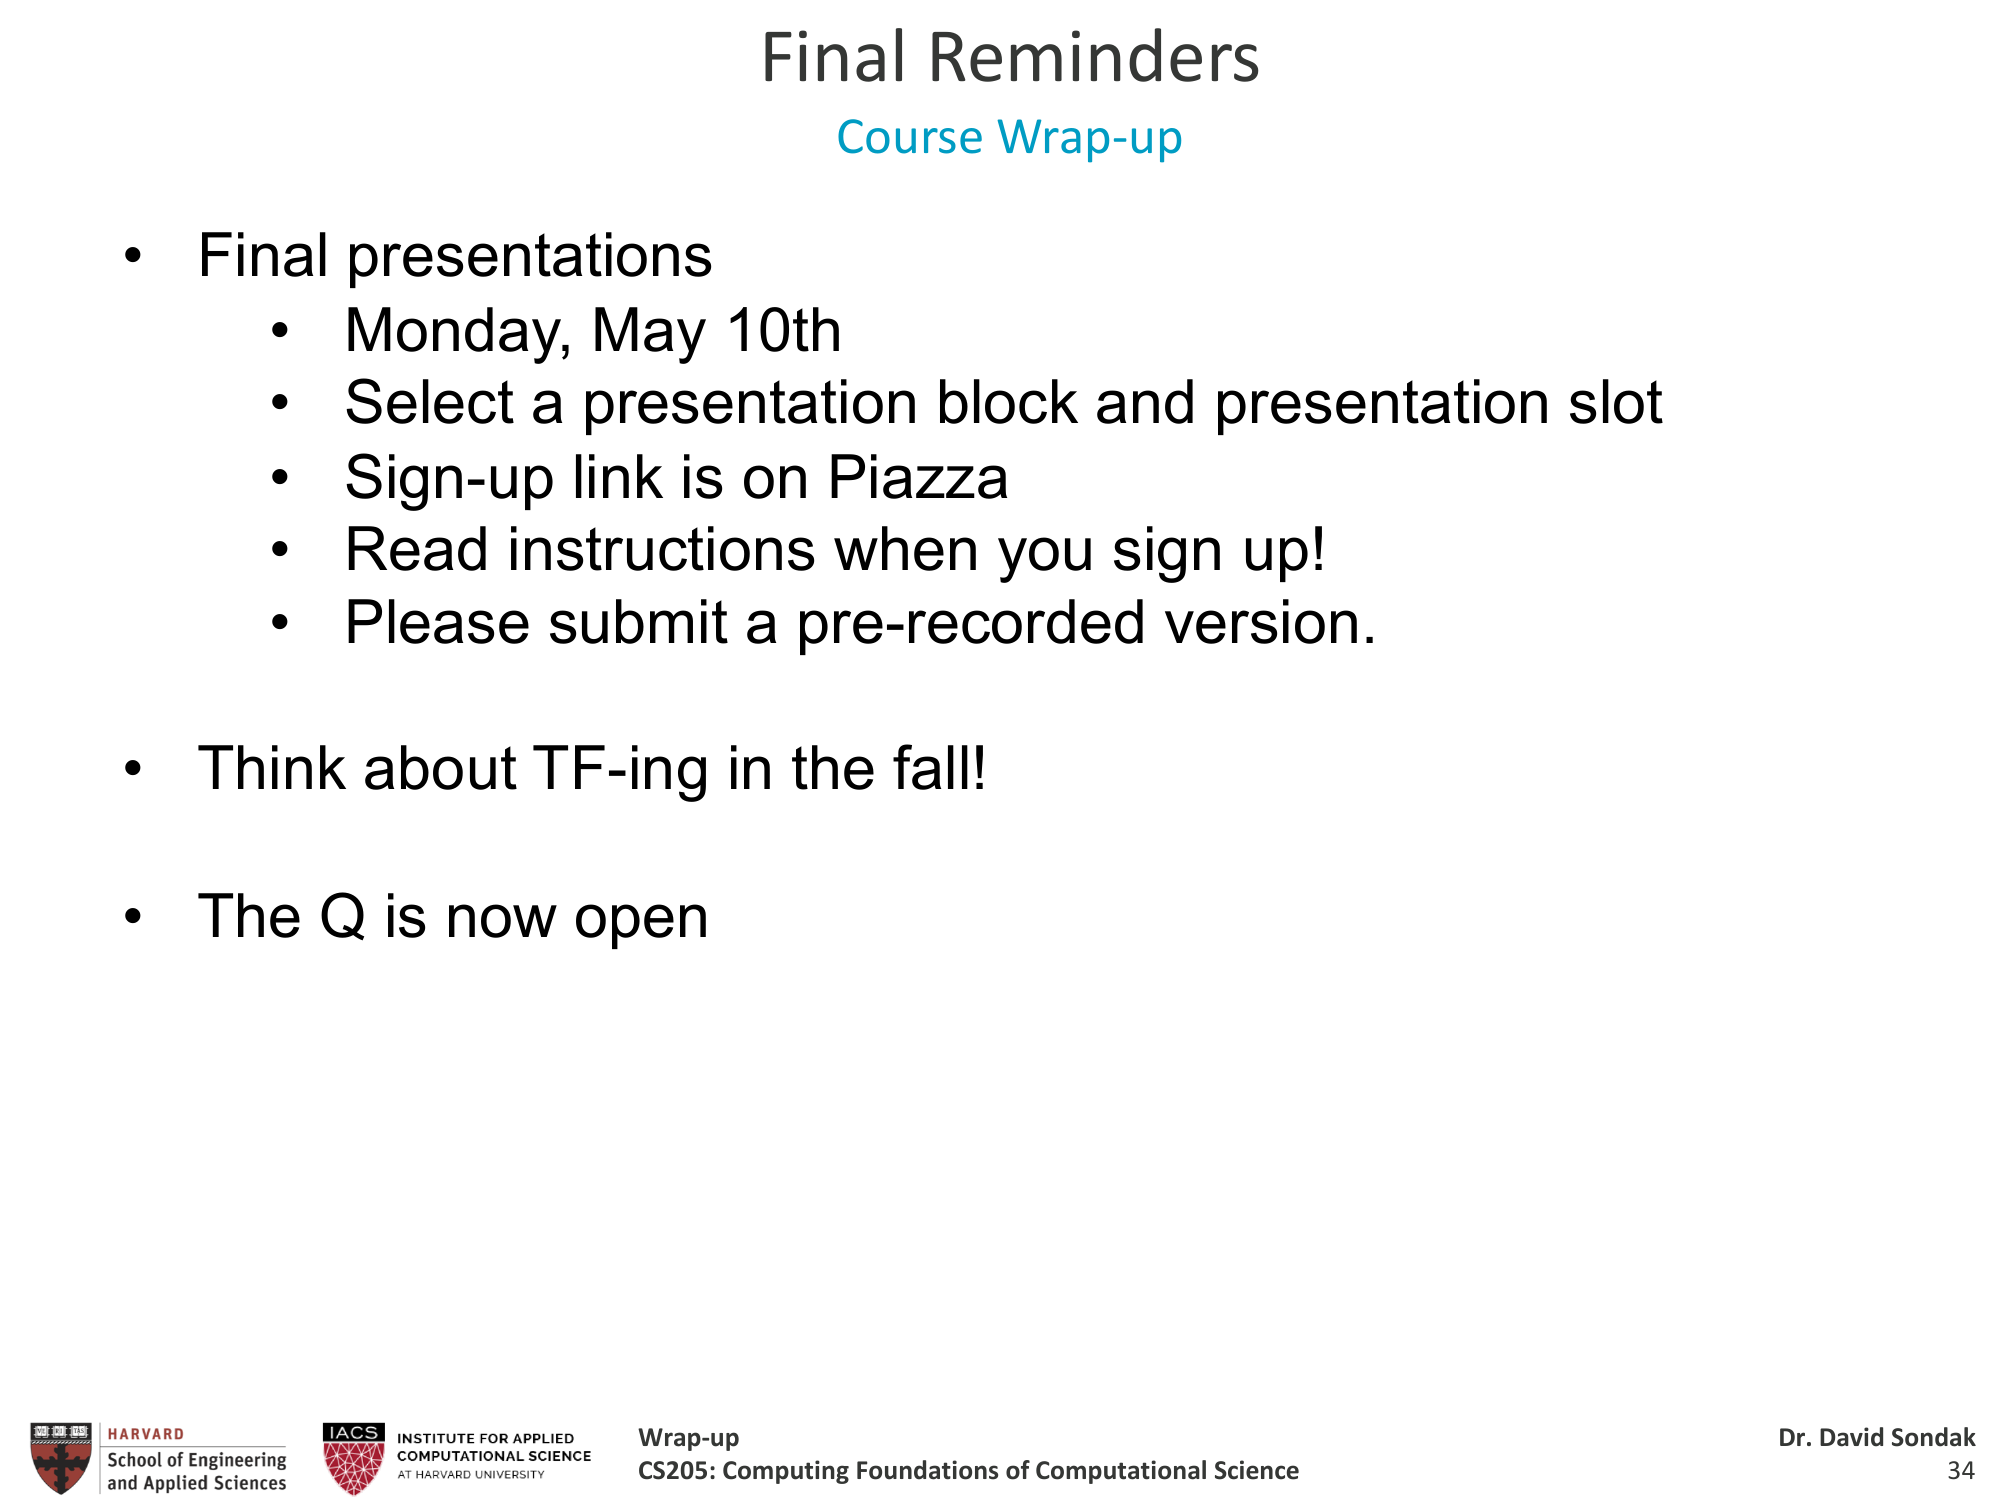 Final Reminders
Course Wrap-up
• Final presentations
• Monday, May 10th
• Select a presentation block and presentation slot
• Sign-up link is on Piazza
• Read instructions when you sign up!
• Please submit a pre-recorded version.
• Think about TF-ing in the fall!
• The Q is now open
HARVARD
School of Engineering
and Applied Sciences
IACS
INSTITUTE FOR APPLIED
COMPUTATIONAL SCIENCE
AT HARVARD UNIVERSITY
Wrap-up
CS205: Computing Foundations of Computational Science
Dr. David Sondak
34